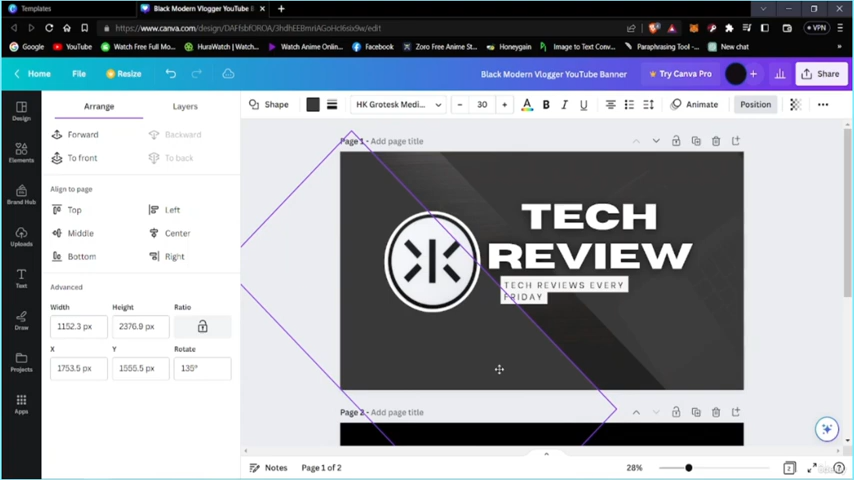 Templates
Black Modern Vlogger YouTube B
https://www.canva.com/design/DAFfsbfOROA/3hdhEEBmriAGoHcI6six9w/edit
VPN
Google
YouTube
Watch Free Full Mo...
HuraWatch | Watch...
Watch Anime Online...
Facebook
Zoro Free Anime St...
Honeygain
Image to Text Conv...
Paraphrasing Tool -...
New chat
Home
File
Resize
Black Modern Vlogger YouTube Banner
Try Canva Pro
Share
Design
Elements
Brand Hub
Uploads
Text
Draw
Projects
Apps
Arrange
Layers
Forward
Backward
To front
To back
Align to page
Top
Left
Middle
Center
Bottom
Right
Advanced
Width
Height
Ratio
1152.3 px
2376.9 px
X
Y
Rotate
1753.5 px
1555.5 px
135°
Shape
HK Grotesk Medi...
30
A
B
I
U
Animate
Position
Page 1 - Add page title
TECH
REVIEW
TECH REVIEWS EVERY
FRIDAY
Page 2 - Add page title
Notes
Page 1 of 2
28%
2